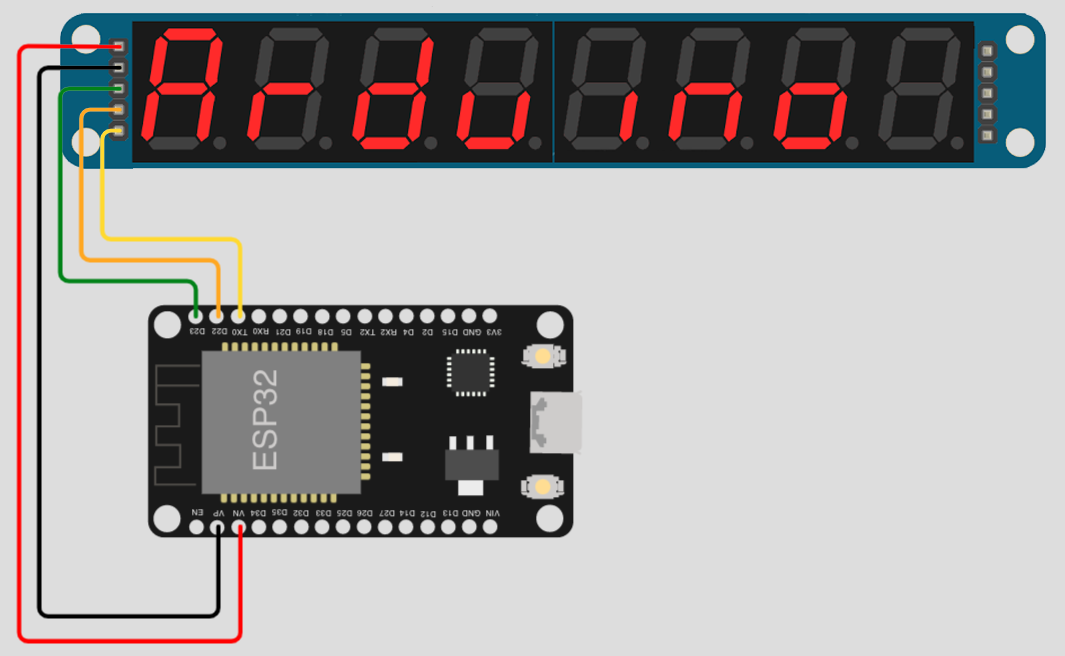 Arduino
D23 D22 TX0 RX0 D21 D19 D18 D5 TX2 RX2 D4 D2 D15 GND 3V3
ESP32
EN VP VN D34 D35 D32 D33 D25 D26 D27 D14 D12 D13 GND VIN